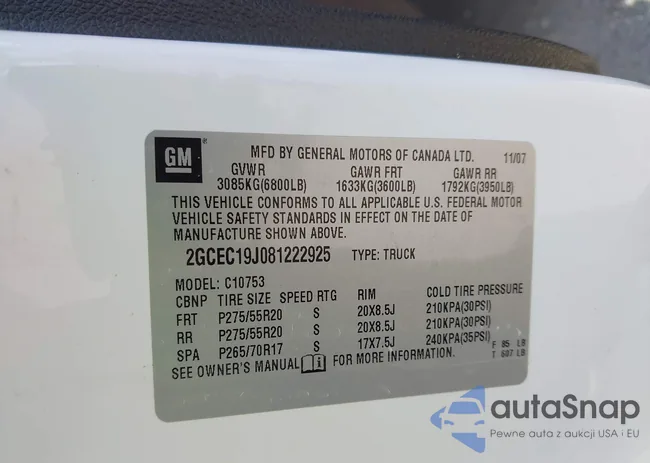 GM
MFD BY GENERAL MOTORS OF CANADA LTD. 11/07
GVWR GAWR FRT GAWR RR
3085KG(6800LB) 1633KG(3600LB) 1792KG(3950LB)
THIS VEHICLE CONFORMS TO ALL APPLICABLE U.S. FEDERAL MOTOR
VEHICLE SAFETY STANDARDS IN EFFECT ON THE DATE OF
MANUFACTURE SHOWN ABOVE.
2GCEC19J081222925 TYPE: TRUCK
MODEL: C10753
CBNP TIRE SIZE SPEED RTG RIM COLD TIRE PRESSURE
FRT P275/55R20 S 20X8.5J 210KPA(30PSI)
RR P275/55R20 S 20X8.5J 210KPA(30PSI)
SPA P265/70R17 S 17X7.5J 240KPA(35PSI)
F 85 LB
T 607 LB
SEE OWNER'S MANUAL i FOR MORE INFORMATION.
autaSnap
Pewne auta z aukcji USA i EU